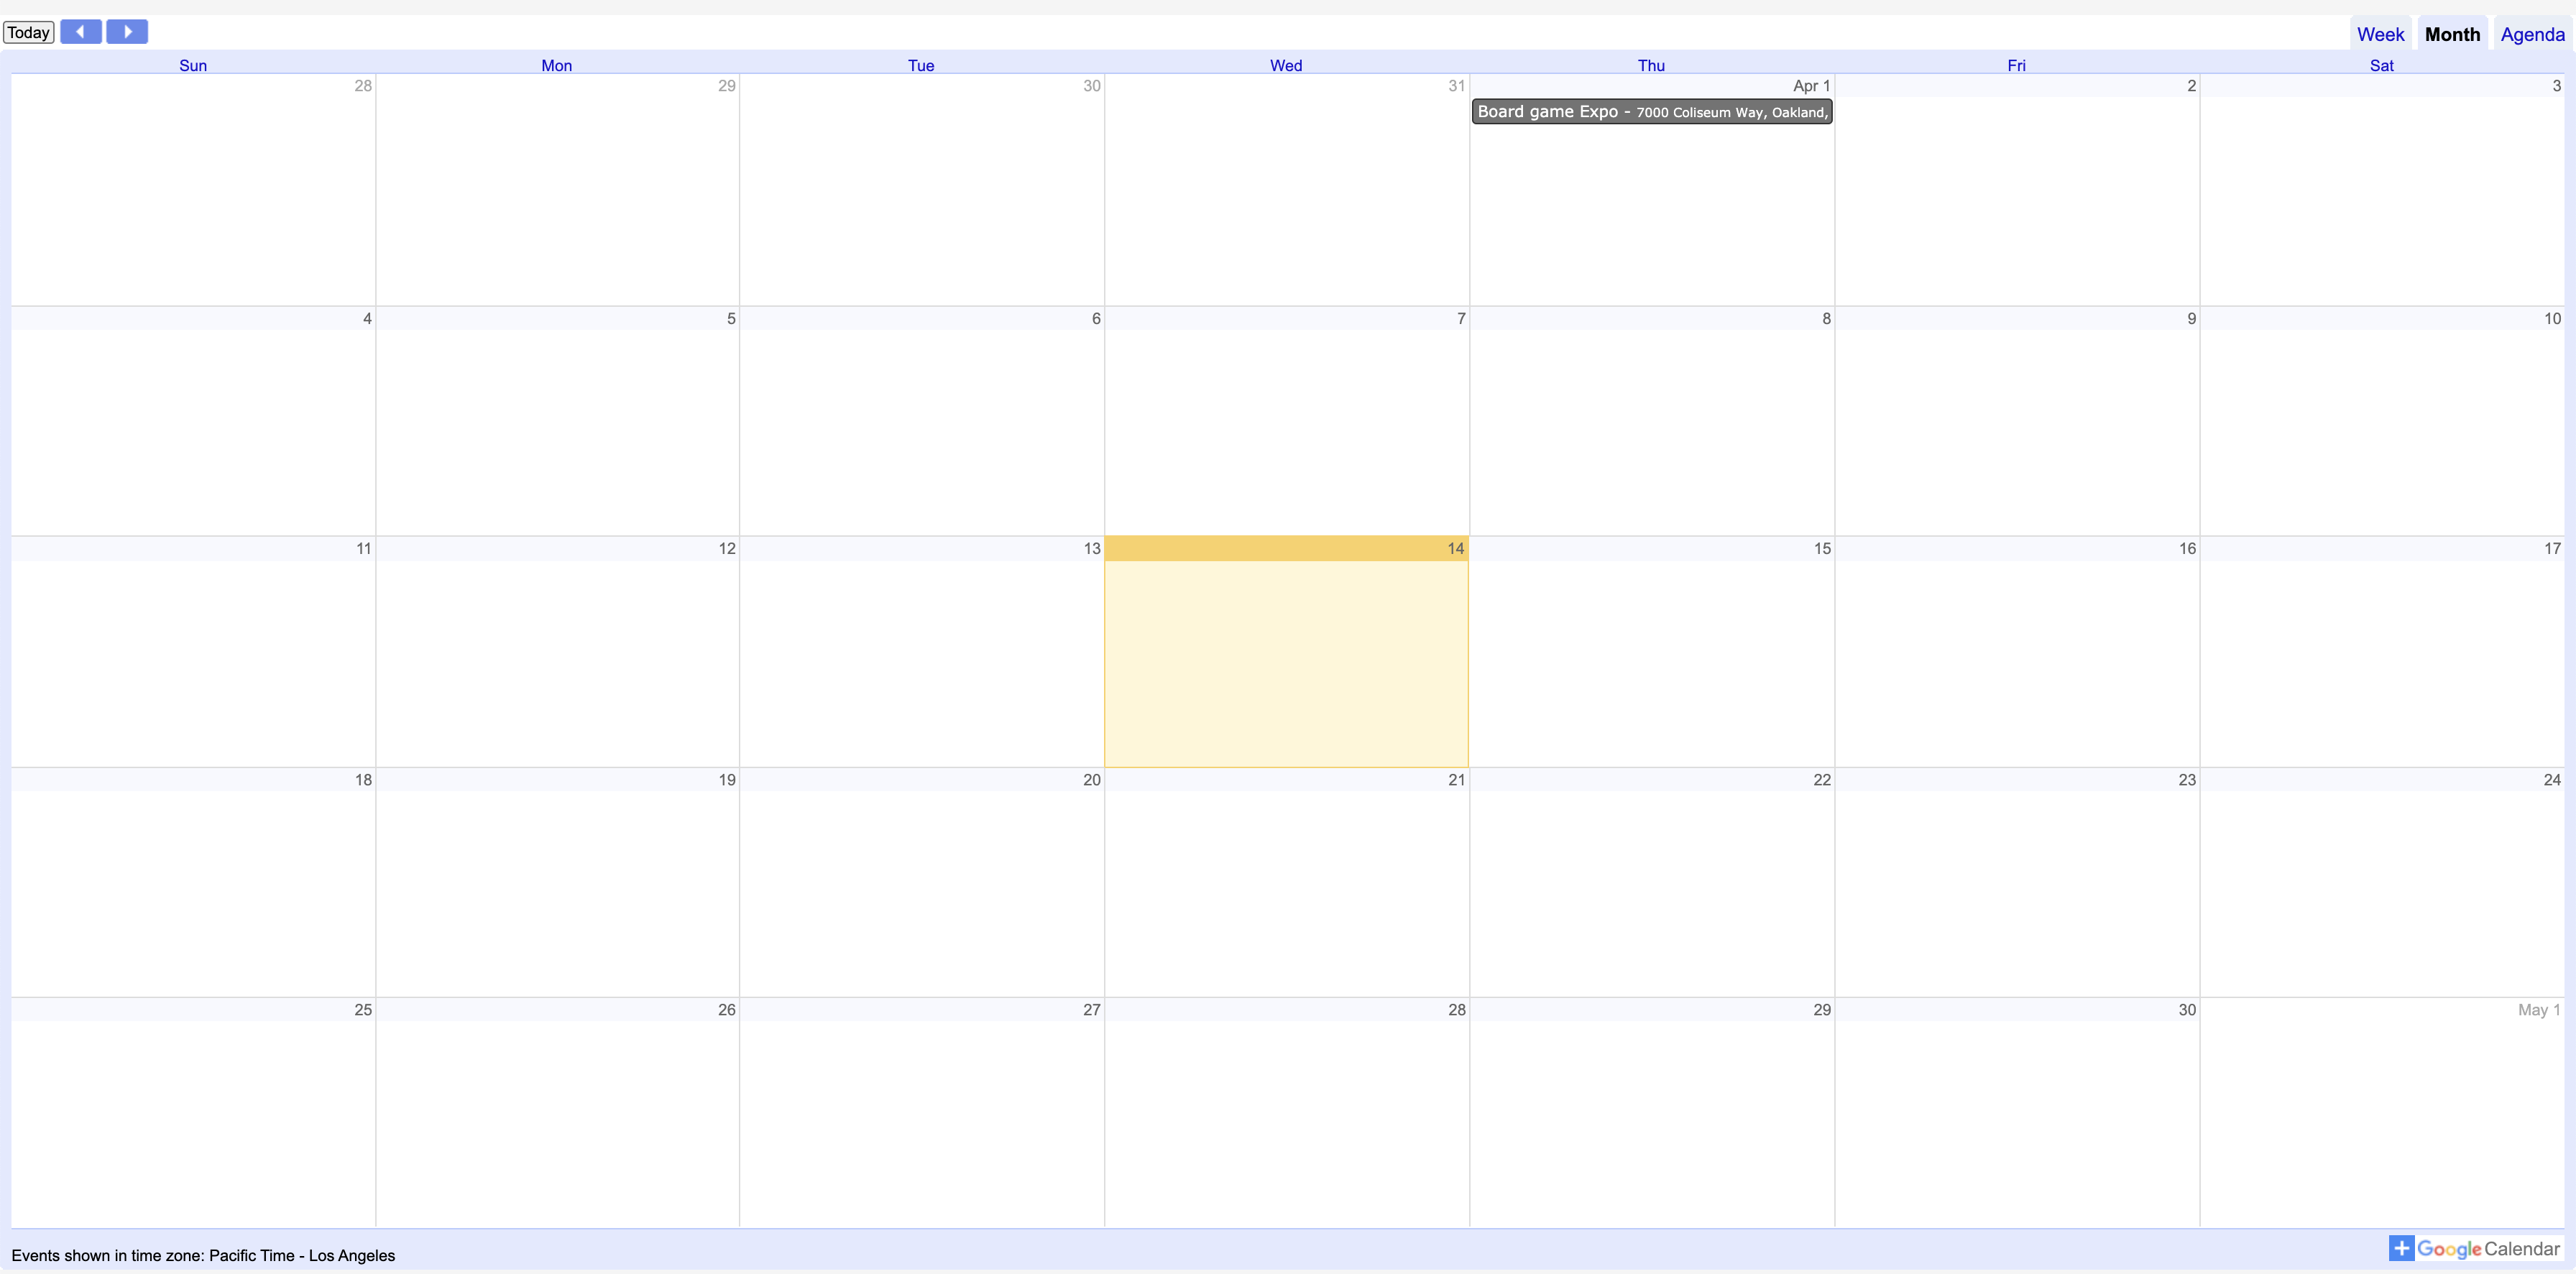 Today
Week Month Agenda
Sun Mon Tue Wed Thu Fri Sat
28 29 30 31 Apr 1 2 3
Board game Expo - 7000 Coliseum Way, Oakland,
4 5 6 7 8 9 10
11 12 13 14 15 16 17
18 19 20 21 22 23 24
25 26 27 28 29 30 May 1
Events shown in time zone: Pacific Time - Los Angeles
+ Google Calendar